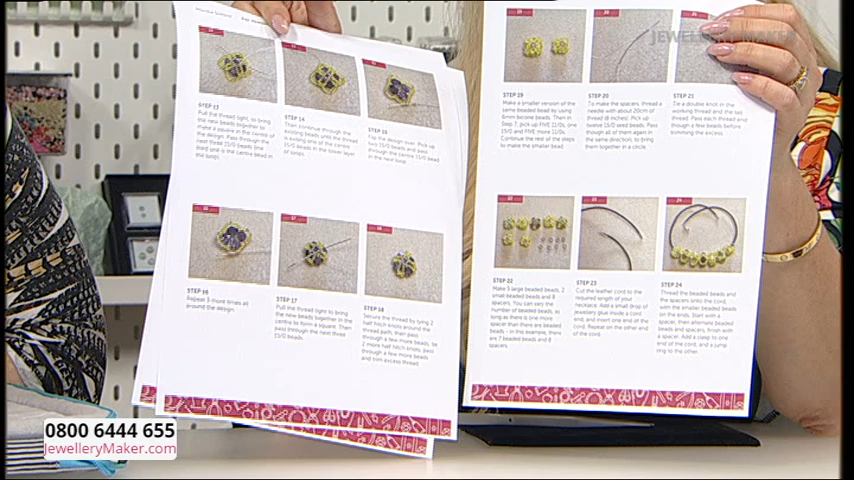 JEWELLERYMAKER
STEP 13
Pull the thread tight, to bring
the new beads together to
make a square in the centre of
the design. Pass through the
next three 15/0 beads
STEP 14
Then continue through the
existing beads until the thread
is exiting one of the centre
15/0 beads in the lower layer
of loops.
STEP 15
Flip the design over. Pick up
two 15/0 beads and pass
through the centre 15/0 bead
in the next loop.
STEP 16
Repeat 3 more times all
around the design.
STEP 17
Pull the thread tight to bring
the new beads together in the
centre to form a square. Then
pass through the next three
15/0 beads.
STEP 18
Secure the thread by tying 2
half hitch knots around the
thread path, then pass
through a few more beads, tie
2 more half hitch knots, pass
through a few more beads
and trim excess thread.
STEP 19
Make a smaller version of the
same beaded bead by using
6mm bicone beads. Then in
Step 7, pick up FIVE 11/0s, one
15/0 and FIVE more 11/0s.
Continue the rest of the steps
to make the smaller bead.
STEP 20
To make the spacers, thread a
needle with about 20cm of
thread (8 inches). Pick up
twelve 15/0 seed beads. Pass
though all of them again in
the same direction, to bring
them together in a circle.
STEP 21
Tie a double knot in the
working thread and the tail
thread. Pass each thread end
though a few beads before
trimming the excess.
STEP 22
Make 5 large beaded beads, 2
small beaded beads and 8
spacers. You can vary the
number of beaded beads, as
long as there is one more
spacer than there are beaded
beads - in this example, there
are 7 beaded beads and 8
spacers.
STEP 23
Cut the leather cord to the
required length of your
necklace. Add a small drop of
jewellery glue inside a cord
end, and insert one end of the
cord. Repeat on the other end
of the cord.
STEP 24
Thread the beaded beads and
the spacers onto the cord,
with the smaller beaded beads
on the ends. Start with a
spacer, then alternate beaded
beads and spacers, finish with
a spacer. Add a clasp to one
end of the cord, and a jump
ring to the other.
0800 6444 655
JewelleryMaker.com